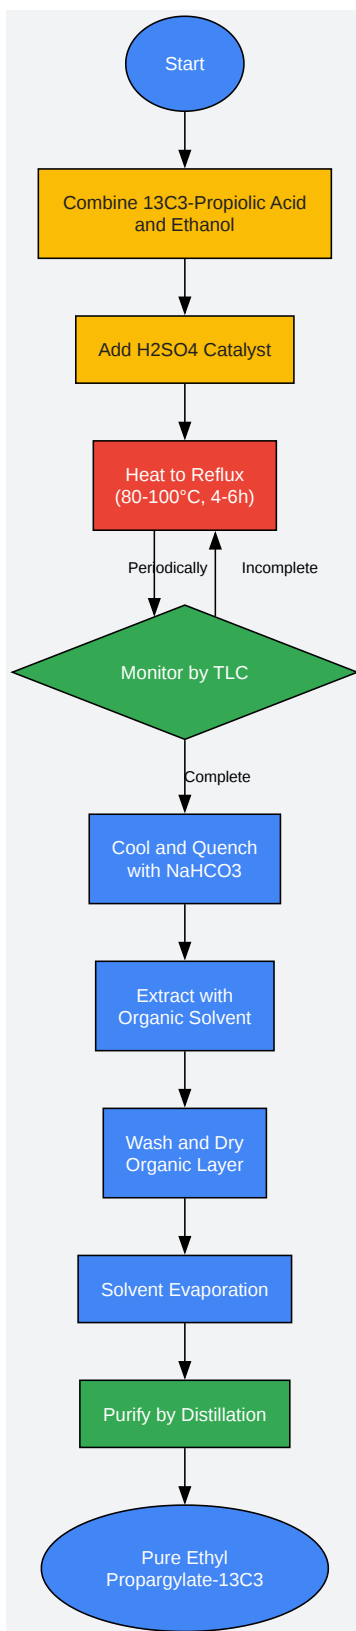 Start
Combine 13C3-Propiolic Acid
and Ethanol
Add H2SO4 Catalyst
Heat to Reflux
(80-100°C, 4-6h)
Periodically
Incomplete
Monitor by TLC
Complete
Cool and Quench
with NaHCO3
Extract with
Organic Solvent
Wash and Dry
Organic Layer
Solvent Evaporation
Purify by Distillation
Pure Ethyl
Propargylate-13C3